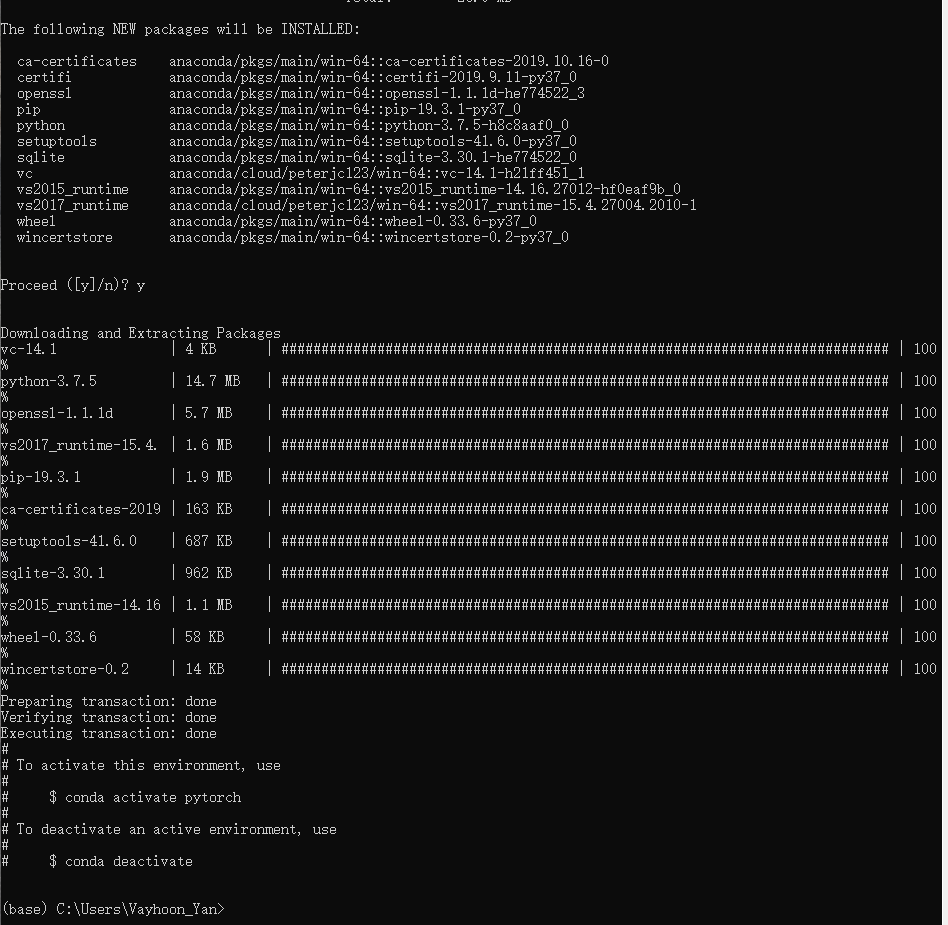 The following NEW packages will be INSTALLED:
ca-certificates anaconda/pkgs/main/win-64::ca-certificates-2019.10.16-0
certifi anaconda/pkgs/main/win-64::certifi-2019.9.11-py37_0
openssl anaconda/pkgs/main/win-64::openssl-1.1.1d-he774522_3
pip anaconda/pkgs/main/win-64::pip-19.3.1-py37_0
python anaconda/pkgs/main/win-64::python-3.7.5-h8c8aaf0_0
setuptools anaconda/pkgs/main/win-64::setuptools-41.6.0-py37_0
sqlite anaconda/pkgs/main/win-64::sqlite-3.30.1-he774522_0
vc anaconda/cloud/peterjc123/win-64::vc-14.1-h21ff451_1
vs2015_runtime anaconda/pkgs/main/win-64::vs2015_runtime-14.16.27012-hf0eaf9b_0
vs2017_runtime anaconda/cloud/peterjc123/win-64::vs2017_runtime-15.4.27004.2010-1
wheel anaconda/pkgs/main/win-64::wheel-0.33.6-py37_0
wincertstore anaconda/pkgs/main/win-64::wincertstore-0.2-py37_0
Proceed ([y]/n)? y
Downloading and Extracting Packages
vc-14.1 | 4 KB | ############################################################################ | 100
%
python-3.7.5 | 14.7 MB | ############################################################################ | 100
%
openssl-1.1.1d | 5.7 MB | ############################################################################ | 100
%
vs2017_runtime-15.4. | 1.6 MB | ############################################################################ | 100
%
pip-19.3.1 | 1.9 MB | ############################################################################ | 100
%
ca-certificates-2019 | 163 KB | ############################################################################ | 100
%
setuptools-41.6.0 | 687 KB | ############################################################################ | 100
%
sqlite-3.30.1 | 962 KB | ############################################################################ | 100
%
vs2015_runtime-14.16 | 1.1 MB | ############################################################################ | 100
%
wheel-0.33.6 | 58 KB | ############################################################################ | 100
%
wincertstore-0.2 | 14 KB | ############################################################################ | 100
%
Preparing transaction: done
Verifying transaction: done
Executing transaction: done
#
# To activate this environment, use
#
# $ conda activate pytorch
#
# To deactivate an active environment, use
#
# $ conda deactivate
(base) C:\Users\Vayhoon_Yan>